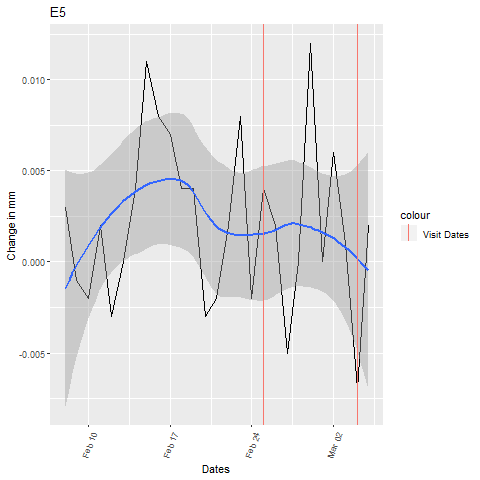 E5
0.010
0.005
0.000
-0.005
Change in mm
Feb 10
Feb 17
Feb 24
Mar 02
Dates
colour
Visit Dates